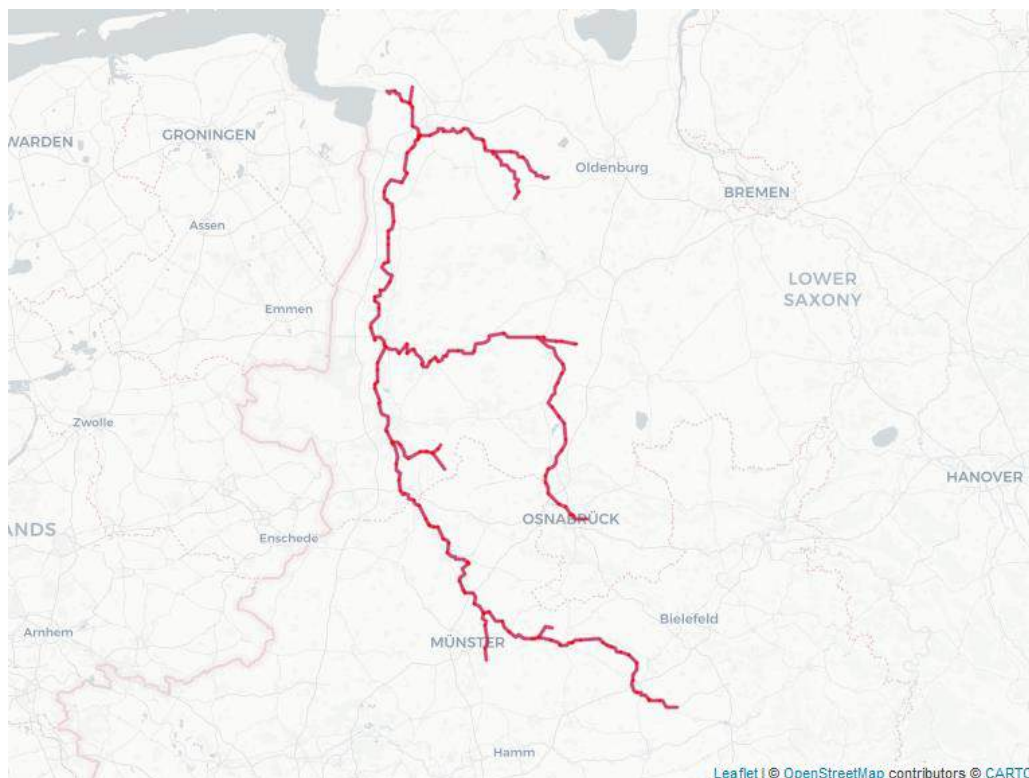 WARDEN
GRONINGEN
Oldenburg
BREMEN
Assen
LOWER
SAXONY
Emmen
Zwolle
HANOVER
OSNABRÜCK
ANDS
Enschede
Bielefeld
Arnhem
MÜNSTER
Hamm
Leaflet | © OpenStreetMap contributors © CARTO